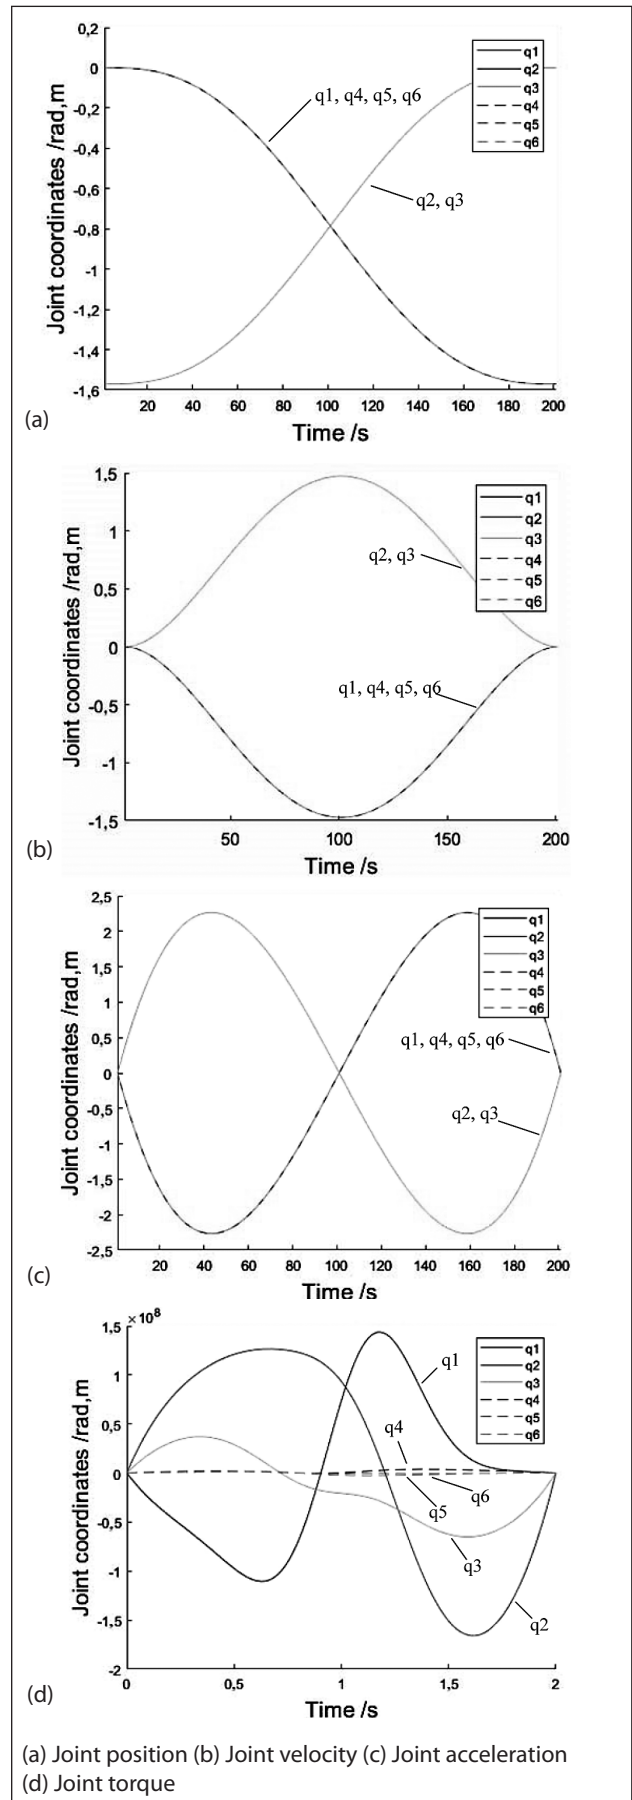 0,2
0
-0,2
-0,4
-0,6
-0,8
-1
-1,2
-1,4
-1,6
Joint coordinates /rad,m
q1, q4, q5, q6
q2, q3
q1
q2
q3
q4
q5
q6
20 40 60 80 100 120 140 160 180 200
Time /s
(a)
1,5
1
0,5
0
-0,5
-1
-1,5
Joint coordinates /rad,m
q2, q3
q1, q4, q5, q6
q1
q2
q3
q4
q5
q6
50 100 150 200
Time /s
(b)
2,5
2
1,5
1
0,5
0
-0,5
-1
-1,5
-2
-2,5
Joint coordinates /rad,m
q1, q4, q5, q6
q2, q3
q1
q2
q3
q4
q5
q6
20 40 60 80 100 120 140 160 180 200
Time /s
(c)
×10⁸
1,5
1
0,5
0
-0,5
-1
-1,5
-2
Joint coordinates /rad,m
q1
q4
q6
q5
q3
q2
q1
q2
q3
q4
q5
q6
0 0,5 1 1,5 2
Time /s
(d)
(a) Joint position (b) Joint velocity (c) Joint acceleration
(d) Joint torque